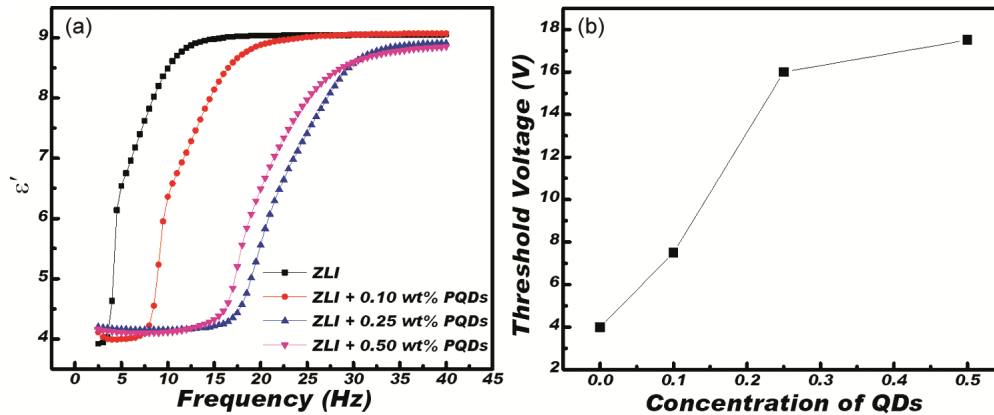 (a)
9
8
7
6
5
4
ε′
ZLI
ZLI + 0.10 wt% PQDs
ZLI + 0.25 wt% PQDs
ZLI + 0.50 wt% PQDs
0 5 10 15 20 25 30 35 40 45
Frequency (Hz)
(b)
18
16
14
12
10
8
6
4
2
Threshold Voltage (V)
0.0 0.1 0.2 0.3 0.4 0.5
Concentration of QDs